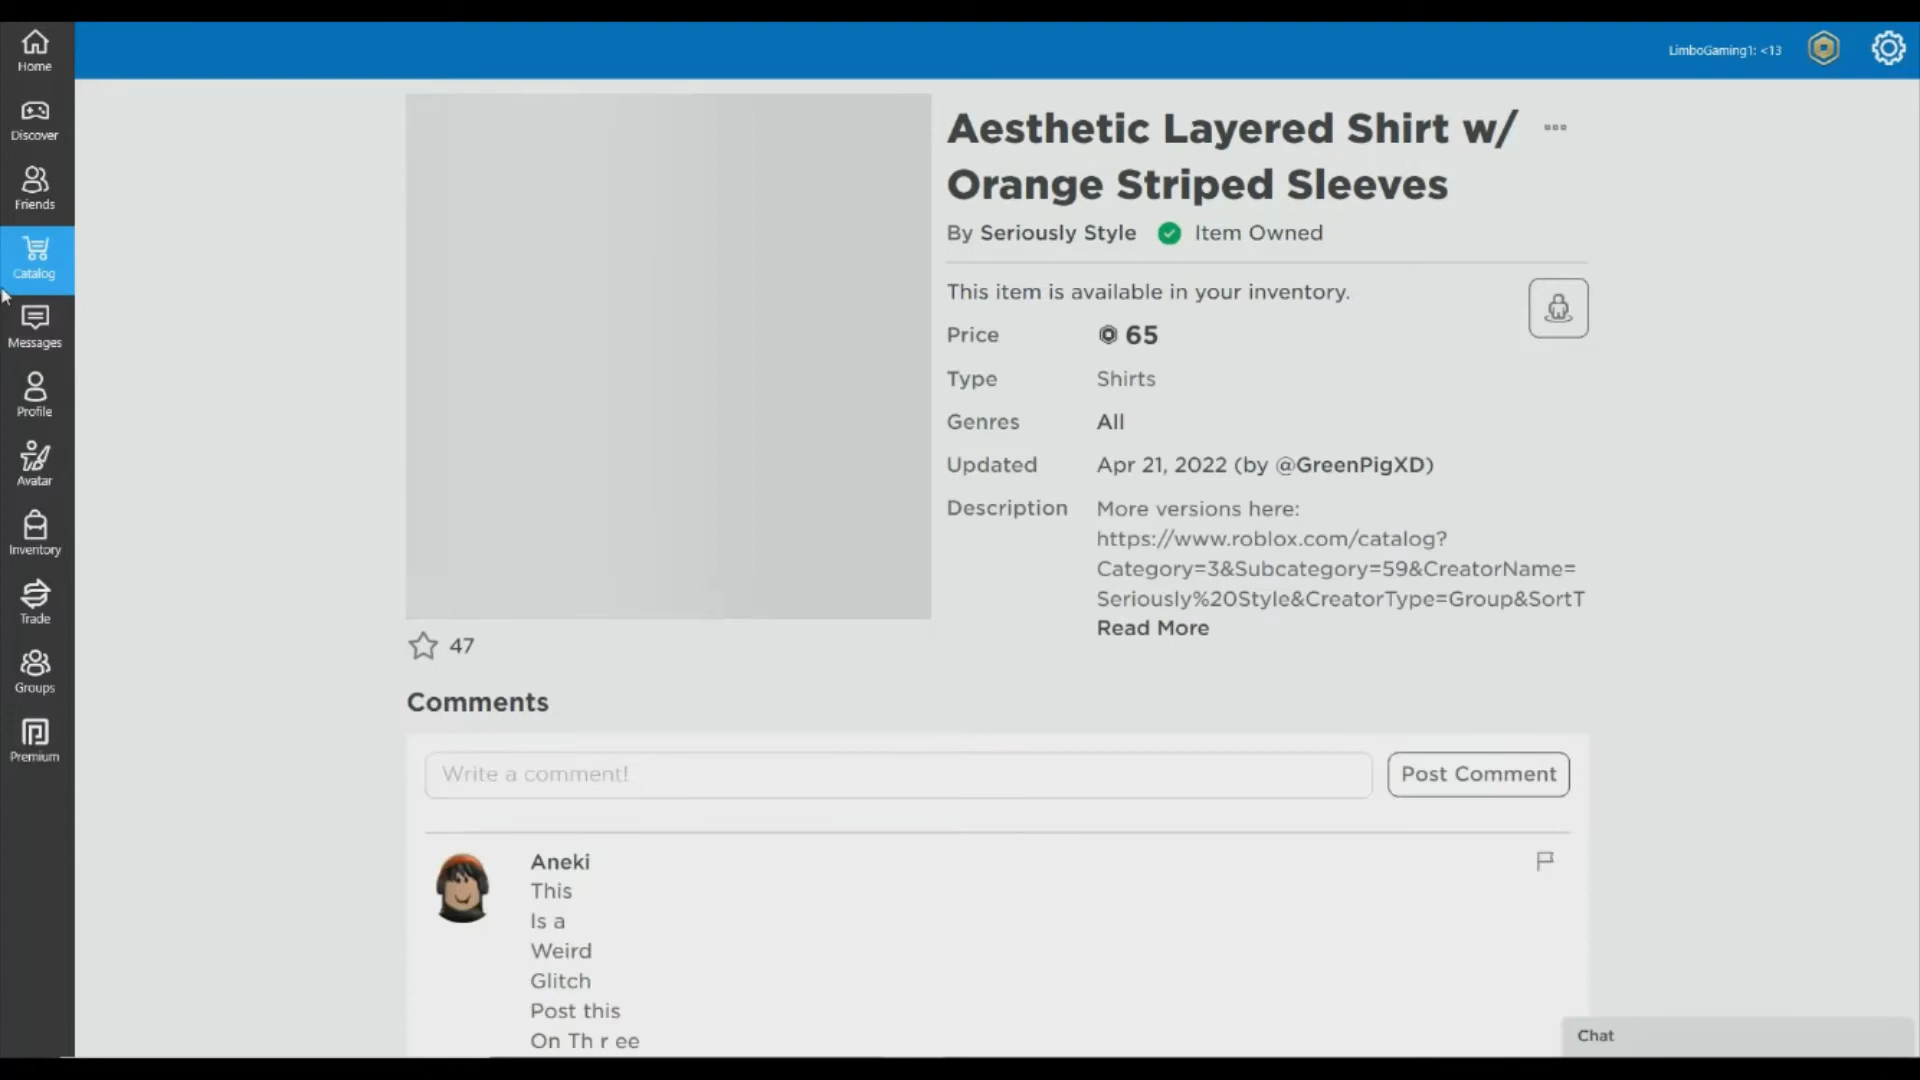 Home
Discover
Friends
Catalog
Messages
Profile
Avatar
Inventory
Trade
Groups
Premium
LimboGaming1: <13
Aesthetic Layered Shirt w/
Orange Striped Sleeves
By Seriously Style Item Owned
This item is available in your inventory.
Price 65
Type Shirts
Genres All
Updated Apr 21, 2022 (by @GreenPigXD)
Description More versions here:
https://www.roblox.com/catalog?
Category=3&Subcategory=59&CreatorName=
Seriously%20Style&CreatorType=Group&SortT
Read More
47
Comments
Write a comment!
Post Comment
Aneki
This
Is a
Weird
Glitch
Post this
On Th r ee
Chat